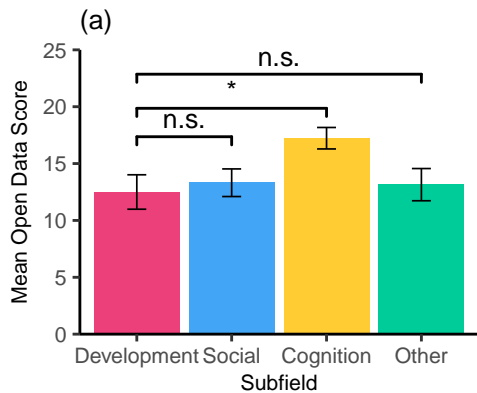 (a)
25
20
15
10
5
0
Mean Open Data Score
n.s.
*
n.s.
Development Social Cognition Other
Subfield